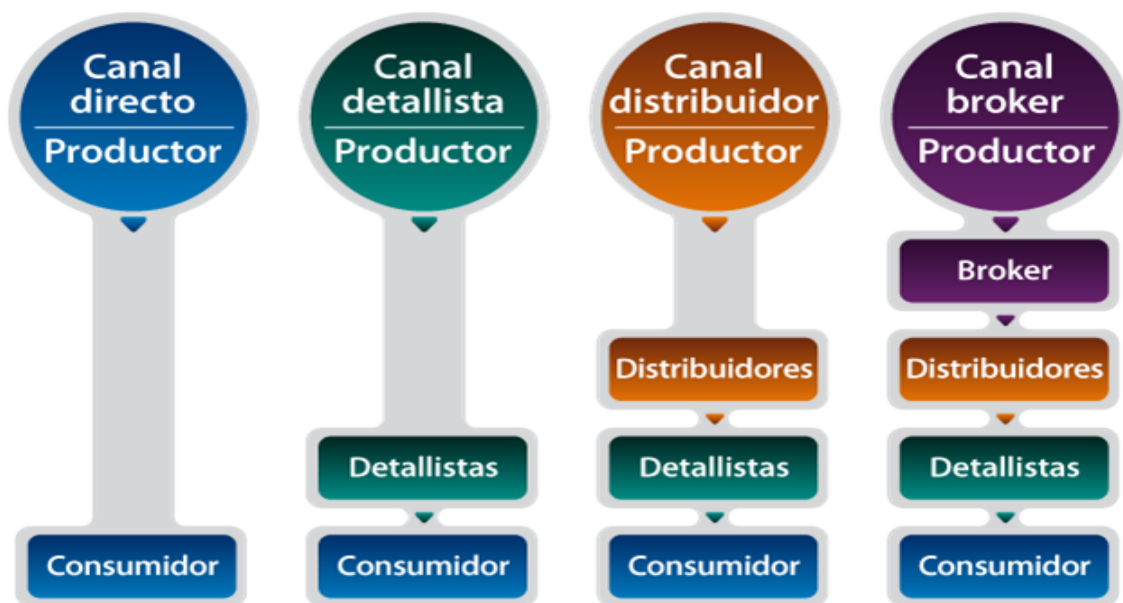 Canal
directo
Productor
Consumidor
Canal
detallista
Productor
Detallistas
Consumidor
Canal
distribuidor
Productor
Distribuidores
Detallistas
Consumidor
Canal
broker
Productor
Broker
Distribuidores
Detallistas
Consumidor